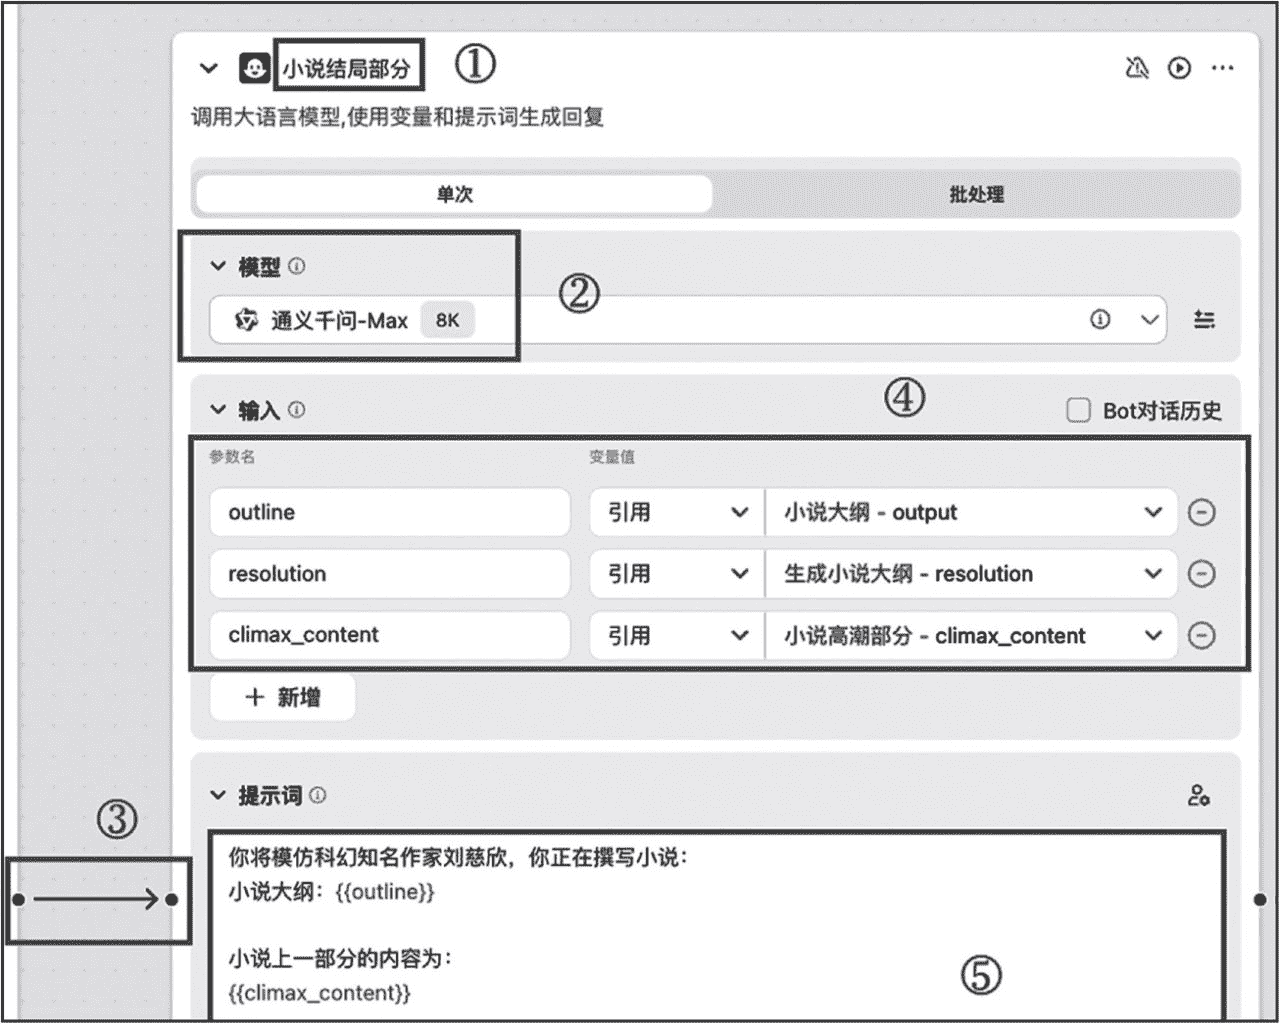 小说结局部分 ①
调用大语言模型,使用变量和提示词生成回复
单次 批处理
模型
通义千问-Max 8K
②
④
输入 Bot对话历史
参数名 变量值
outline 引用 小说大纲 - output
resolution 引用 生成小说大纲 - resolution
climax_content 引用 小说高潮部分 - climax_content
+ 新增
提示词
③
你将模仿科幻知名作家刘慈欣，你正在撰写小说：
小说大纲：{{outline}}
小说上一部分的内容为：
⑤
{{climax_content}}